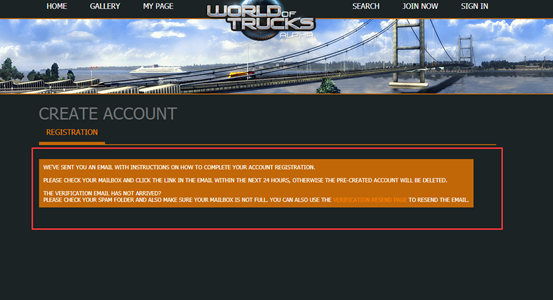 HOME GALLERY MY PAGE WORLD OF TRUCKS ALPHA SEARCH JOIN NOW SIGN IN
CREATE ACCOUNT
REGISTRATION
WE'VE SENT YOU AN EMAIL WITH INSTRUCTIONS ON HOW TO COMPLETE YOUR ACCOUNT REGISTRATION.
PLEASE CHECK YOUR MAILBOX AND CLICK THE LINK IN THE EMAIL WITHIN THE NEXT 24 HOURS, OTHERWISE THE PRE-CREATED ACCOUNT WILL BE DELETED.
THE VERIFICATION EMAIL HAS NOT ARRIVED?
PLEASE CHECK YOUR SPAM FOLDER AND ALSO MAKE SURE YOUR MAILBOX IS NOT FULL. YOU CAN ALSO USE THE VERIFICATION RESEND PAGE TO RESEND THE EMAIL.